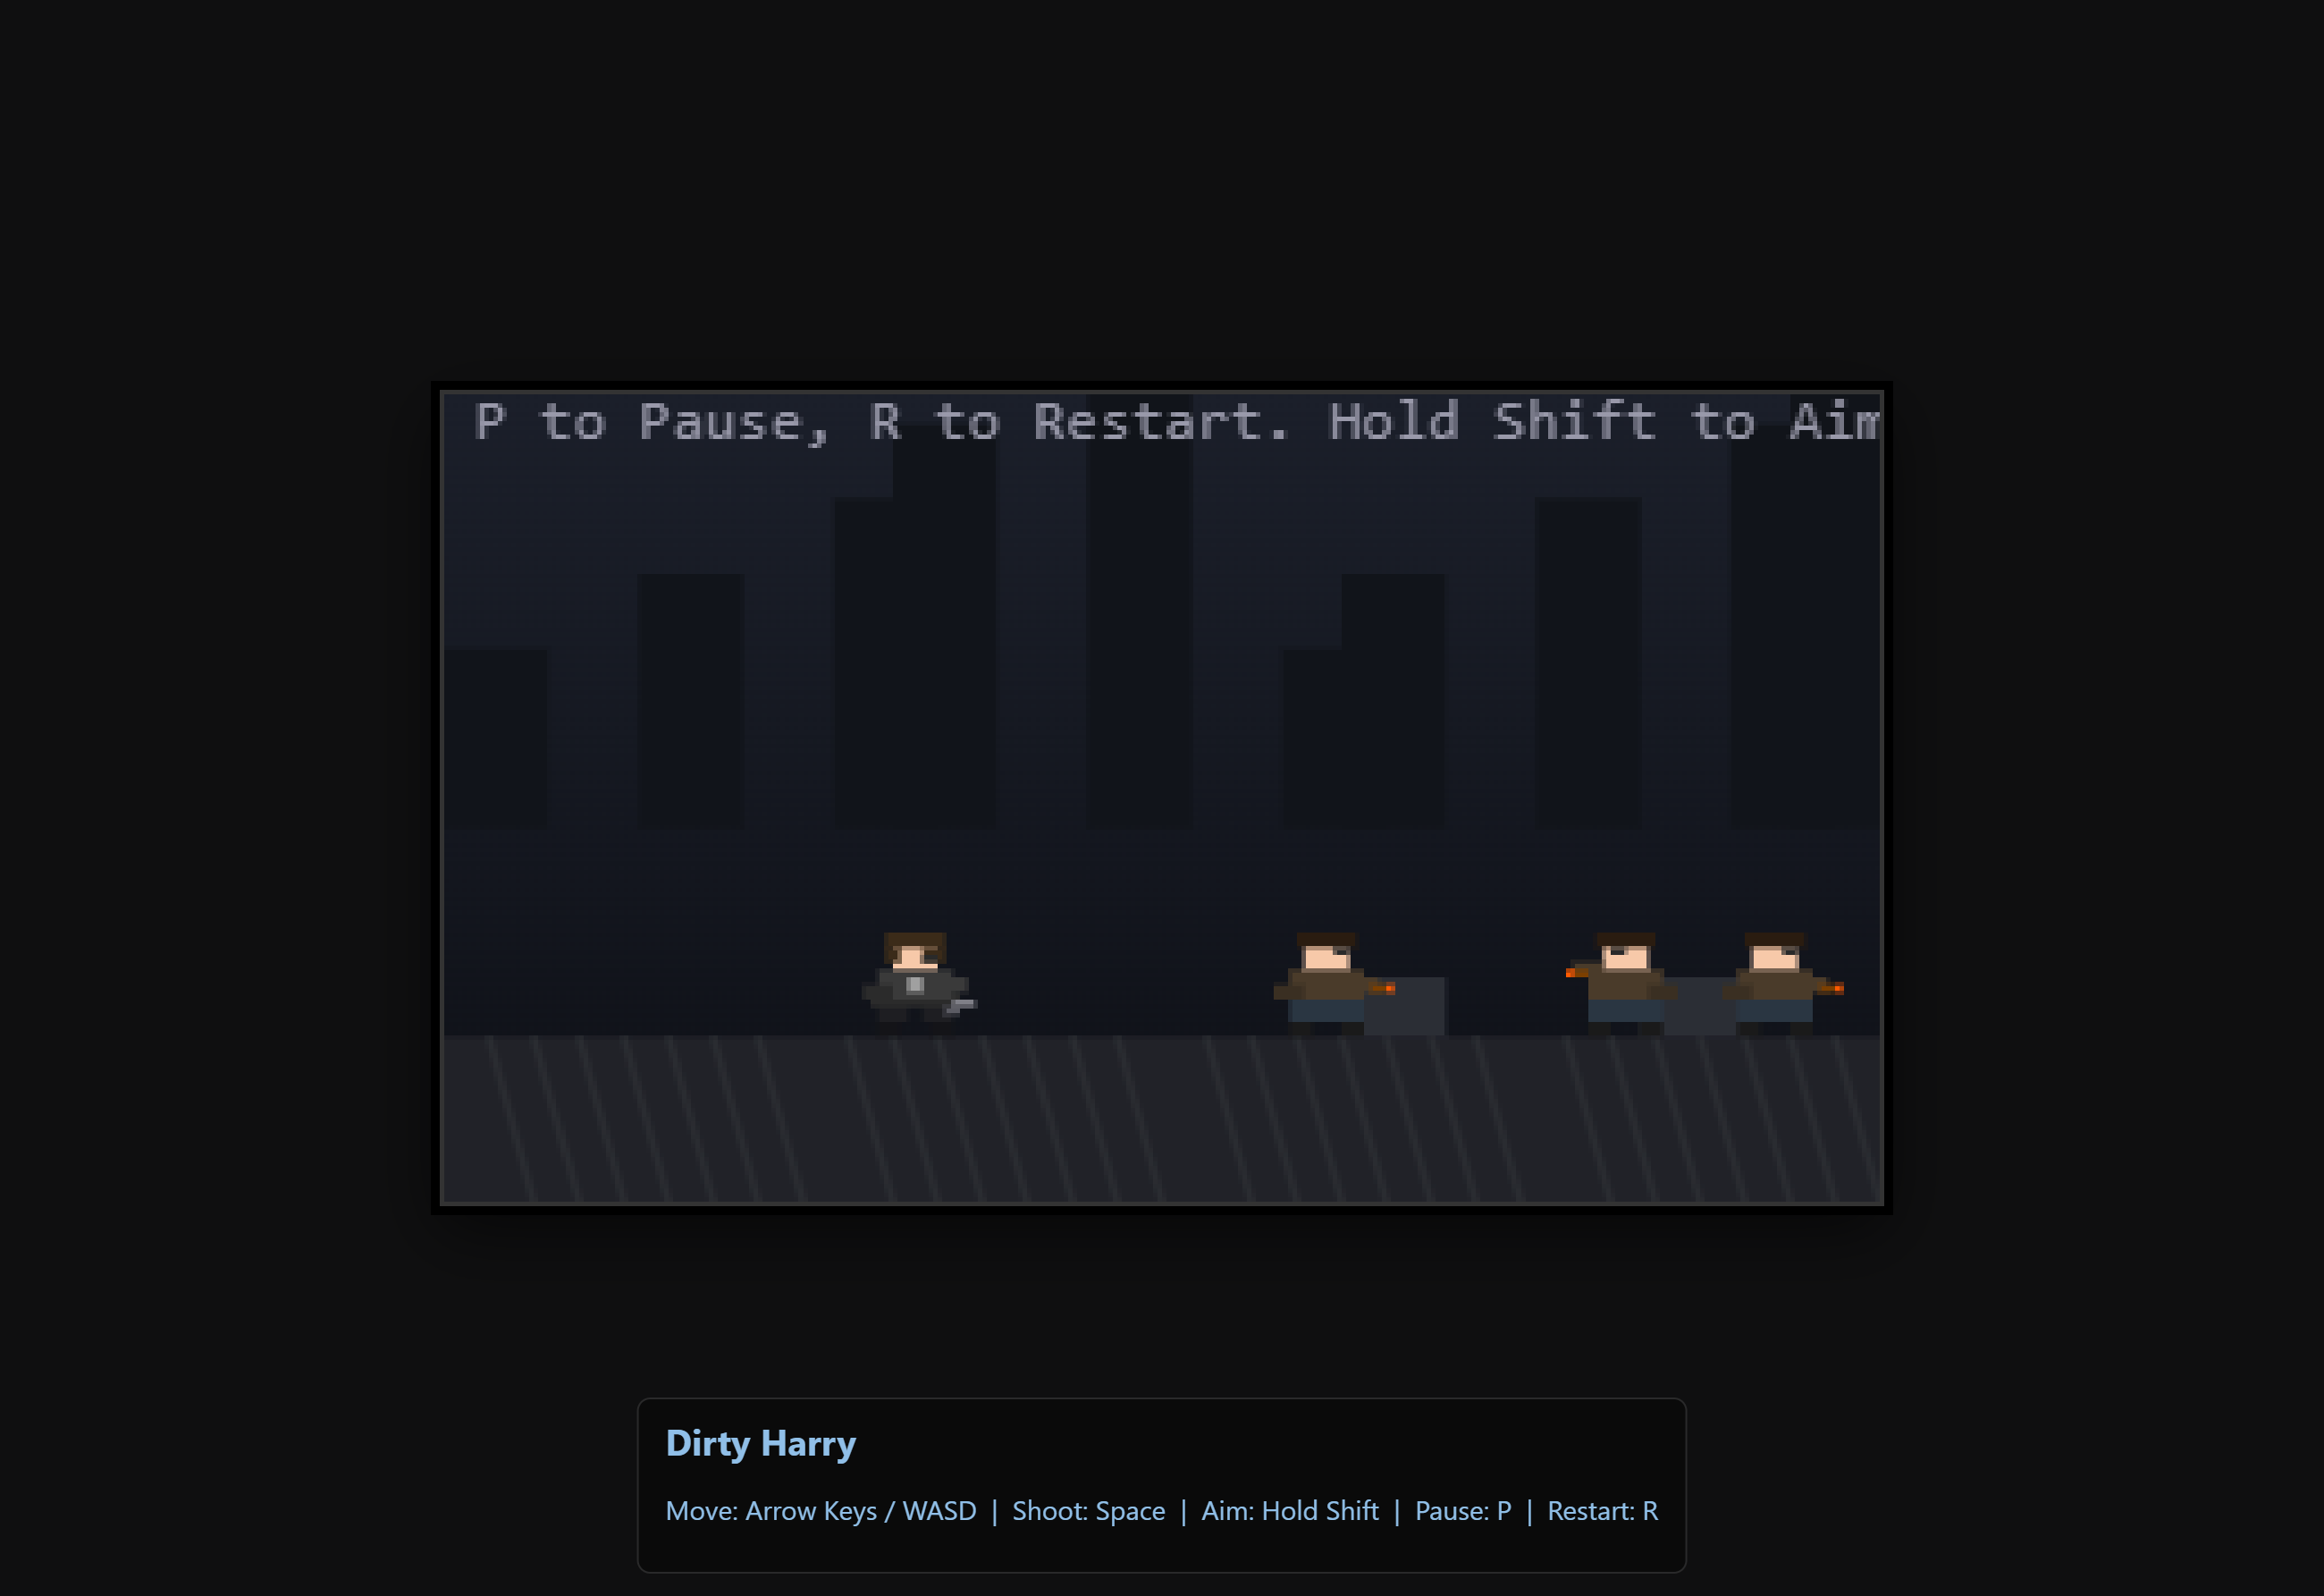 P to Pause, R to Restart. Hold Shift to Aim
Dirty Harry
Move: Arrow Keys / WASD | Shoot: Space | Aim: Hold Shift | Pause: P | Restart: R